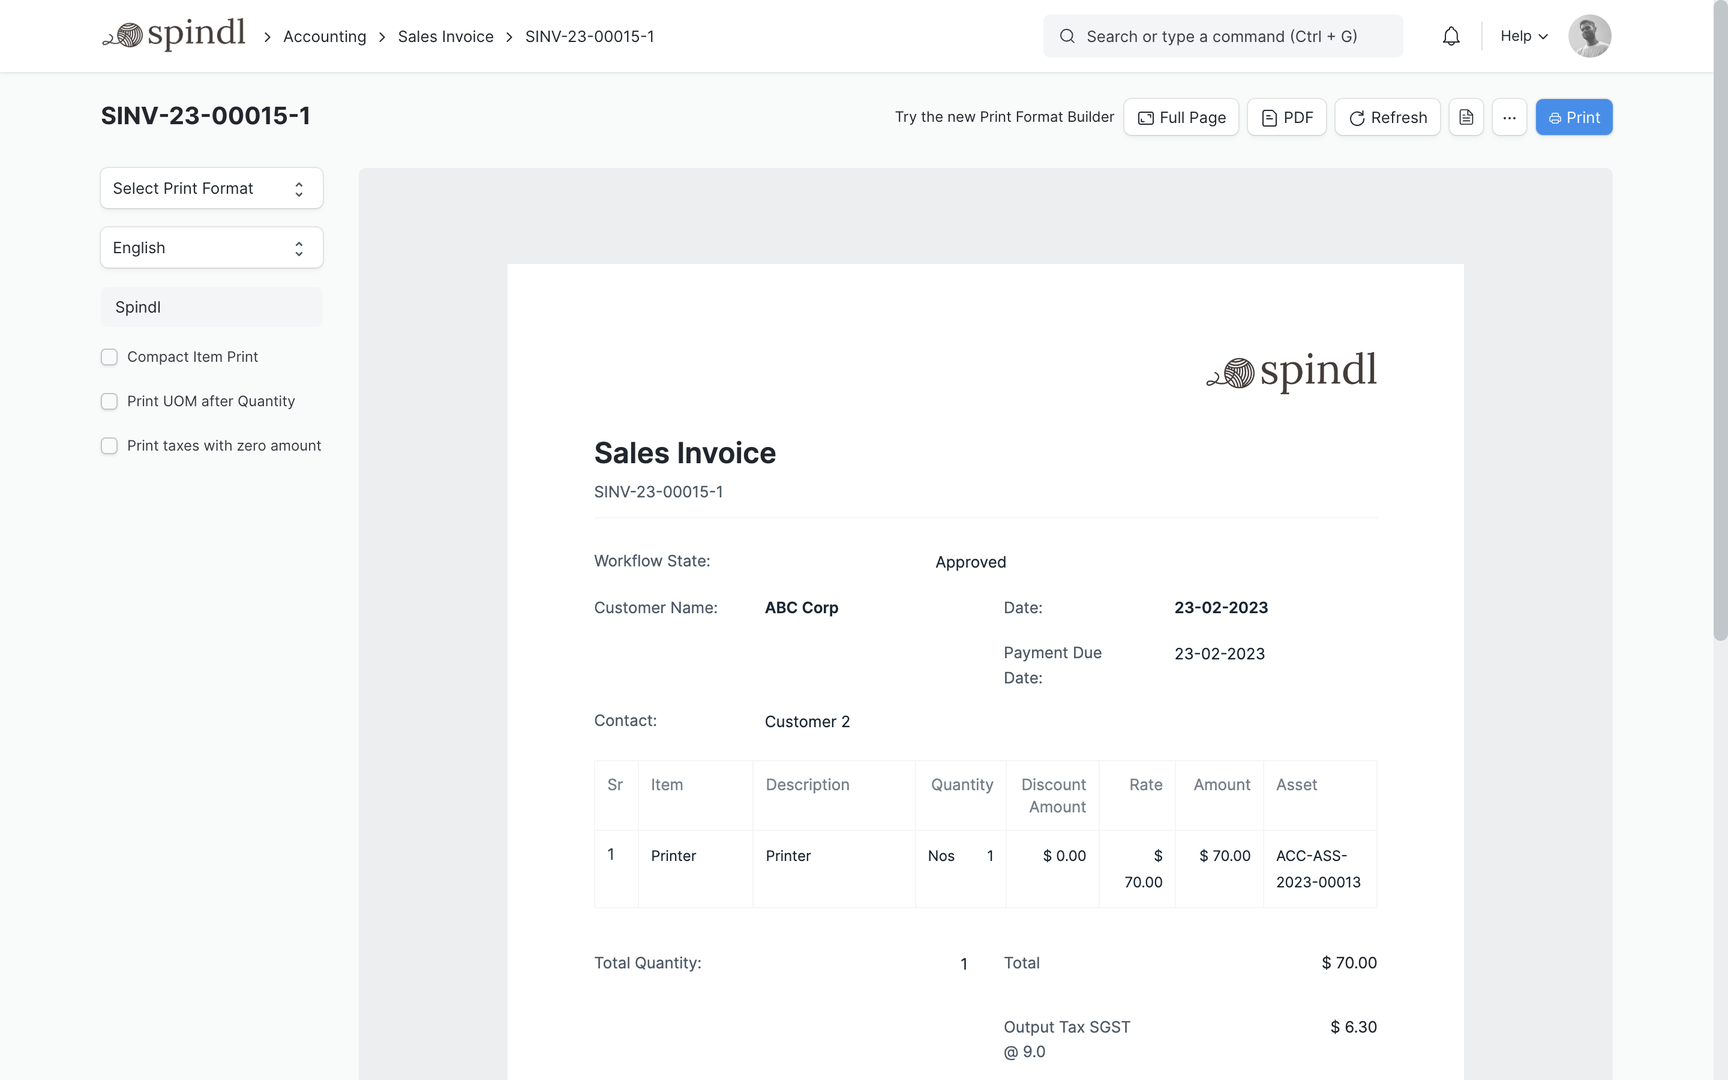 spindl
Accounting
Sales Invoice
SINV-23-00015-1
Search or type a command (Ctrl + G)
Help
SINV-23-00015-1
Try the new Print Format Builder
Full Page
PDF
Refresh
...
Print
Select Print Format
English
Spindl
Compact Item Print
Print UOM after Quantity
Print taxes with zero amount
spindl
Sales Invoice
SINV-23-00015-1
Workflow State: Approved
Customer Name: ABC Corp
Date: 23-02-2023
Payment Due
Date:
23-02-2023
Contact: Customer 2
Sr
Item
Description
Quantity
Discount
Amount
Rate
Amount
Asset
1
Printer
Printer
Nos 1
$ 0.00
$
70.00
$ 70.00
ACC-ASS-
2023-00013
Total Quantity: 1
Total $ 70.00
Output Tax SGST
@ 9.0
$ 6.30